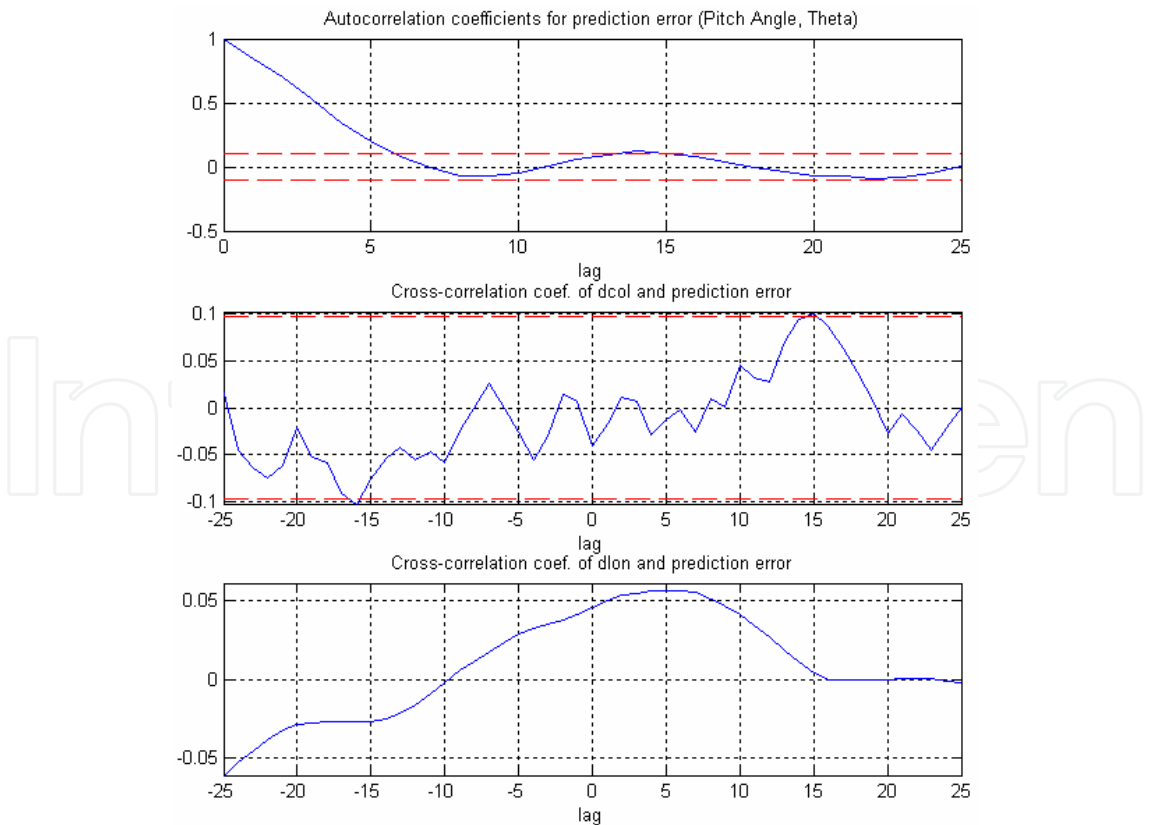 Autocorrelation coefficients for prediction error (Pitch Angle, Theta)
1
0.5
0
-0.5
0 5 10 15 20 25
lag
Cross-correlation coef. of dcol and prediction error
0.1
0.05
0
-0.05
-0.1
-25 -20 -15 -10 -5 0 5 10 15 20 25
lag
Cross-correlation coef. of dlon and prediction error
0.05
0
-0.05
-25 -20 -15 -10 -5 0 5 10 15 20 25
lag